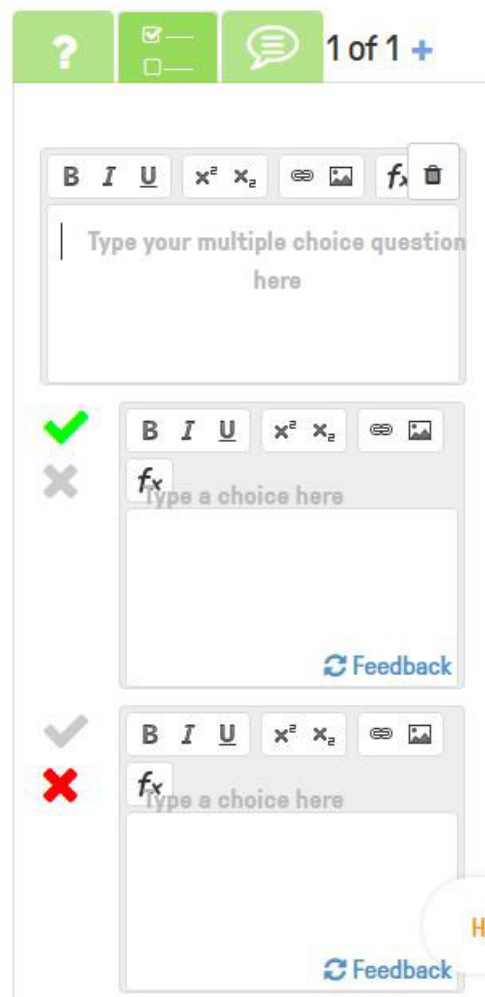 ?
1 of 1 +
B I U x² x₂ fx
Type your multiple choice question
here
B I U x² x₂
fx
Type a choice here
Feedback
B I U x² x₂
fx
Type a choice here
H
Feedback